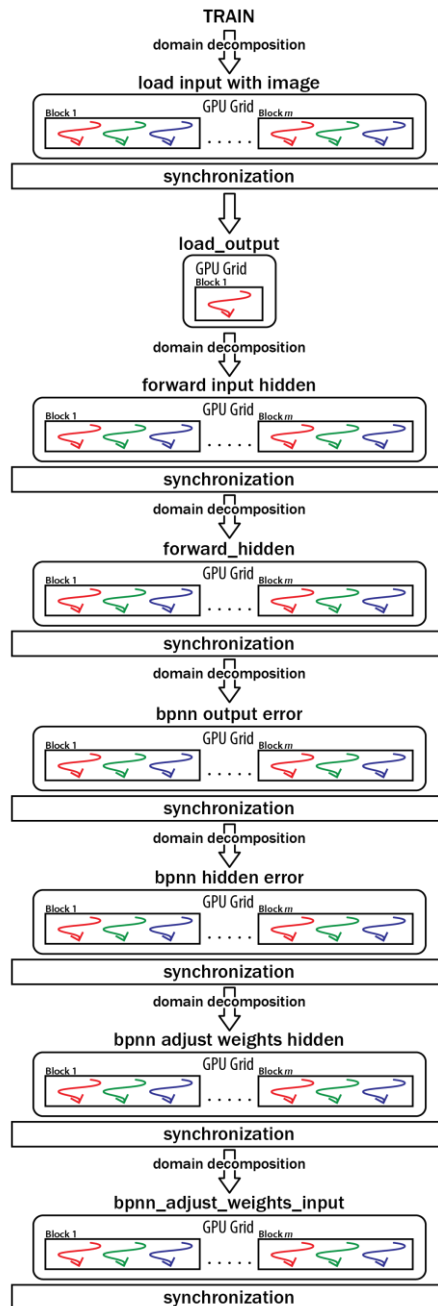 TRAIN
domain decomposition
load input with image
GPU Grid
Block 1
Block m
. . . . .
synchronization
load_output
GPU Grid
Block 1
domain decomposition
forward input hidden
GPU Grid
Block 1
Block m
. . . . .
synchronization
domain decomposition
forward_hidden
GPU Grid
Block 1
Block m
. . . . .
synchronization
domain decomposition
bpnn output error
GPU Grid
Block 1
Block m
. . . . .
synchronization
domain decomposition
bpnn hidden error
GPU Grid
Block 1
Block m
. . . . .
synchronization
domain decomposition
bpnn adjust weights hidden
GPU Grid
Block 1
Block m
. . . . .
synchronization
domain decomposition
bpnn_adjust_weights_input
GPU Grid
Block 1
Block m
. . . . .
synchronization